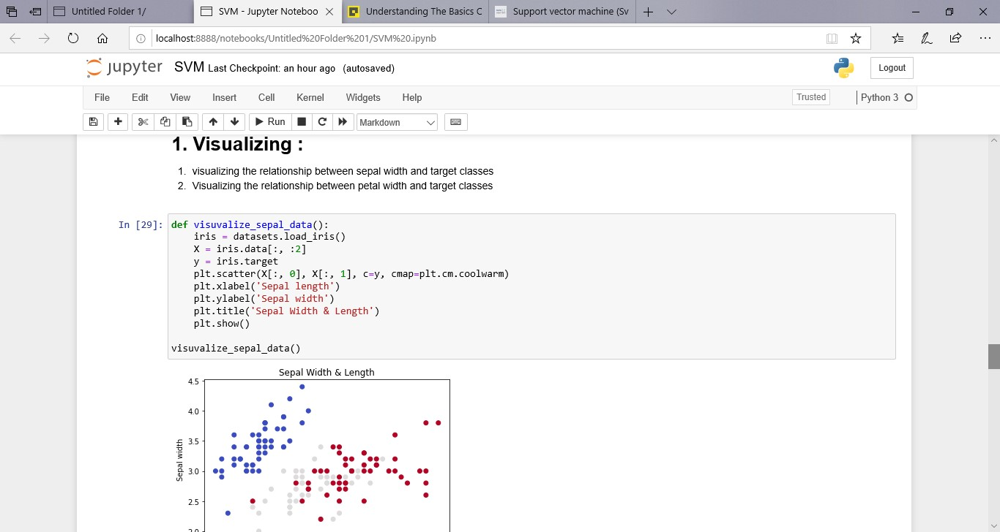 Untitled Folder 1/
SVM - Jupyter Noteboo
Understanding The Basics C
Support vector machine (Sv
localhost:8888/notebooks/Untitled%20Folder%201/SVM%20.ipynb
jupyter SVM Last Checkpoint: an hour ago (autosaved)
Logout
File Edit View Insert Cell Kernel Widgets Help
Trusted
Python 3
Run
Markdown
1. Visualizing :
1. visualizing the relationship between sepal width and target classes
2. Visualizing the relationship between petal width and target classes
In [29]:
def visuvalize_sepal_data():
    iris = datasets.load_iris()
    X = iris.data[:, :2]
    y = iris.target
    plt.scatter(X[:, 0], X[:, 1], c=y, cmap=plt.cm.coolwarm)
    plt.xlabel('Sepal length')
    plt.ylabel('Sepal width')
    plt.title('Sepal Width & Length')
    plt.show()
visuvalize_sepal_data()
Sepal Width & Length
4.5
4.0
3.5
3.0
2.5
2.0
Sepal width